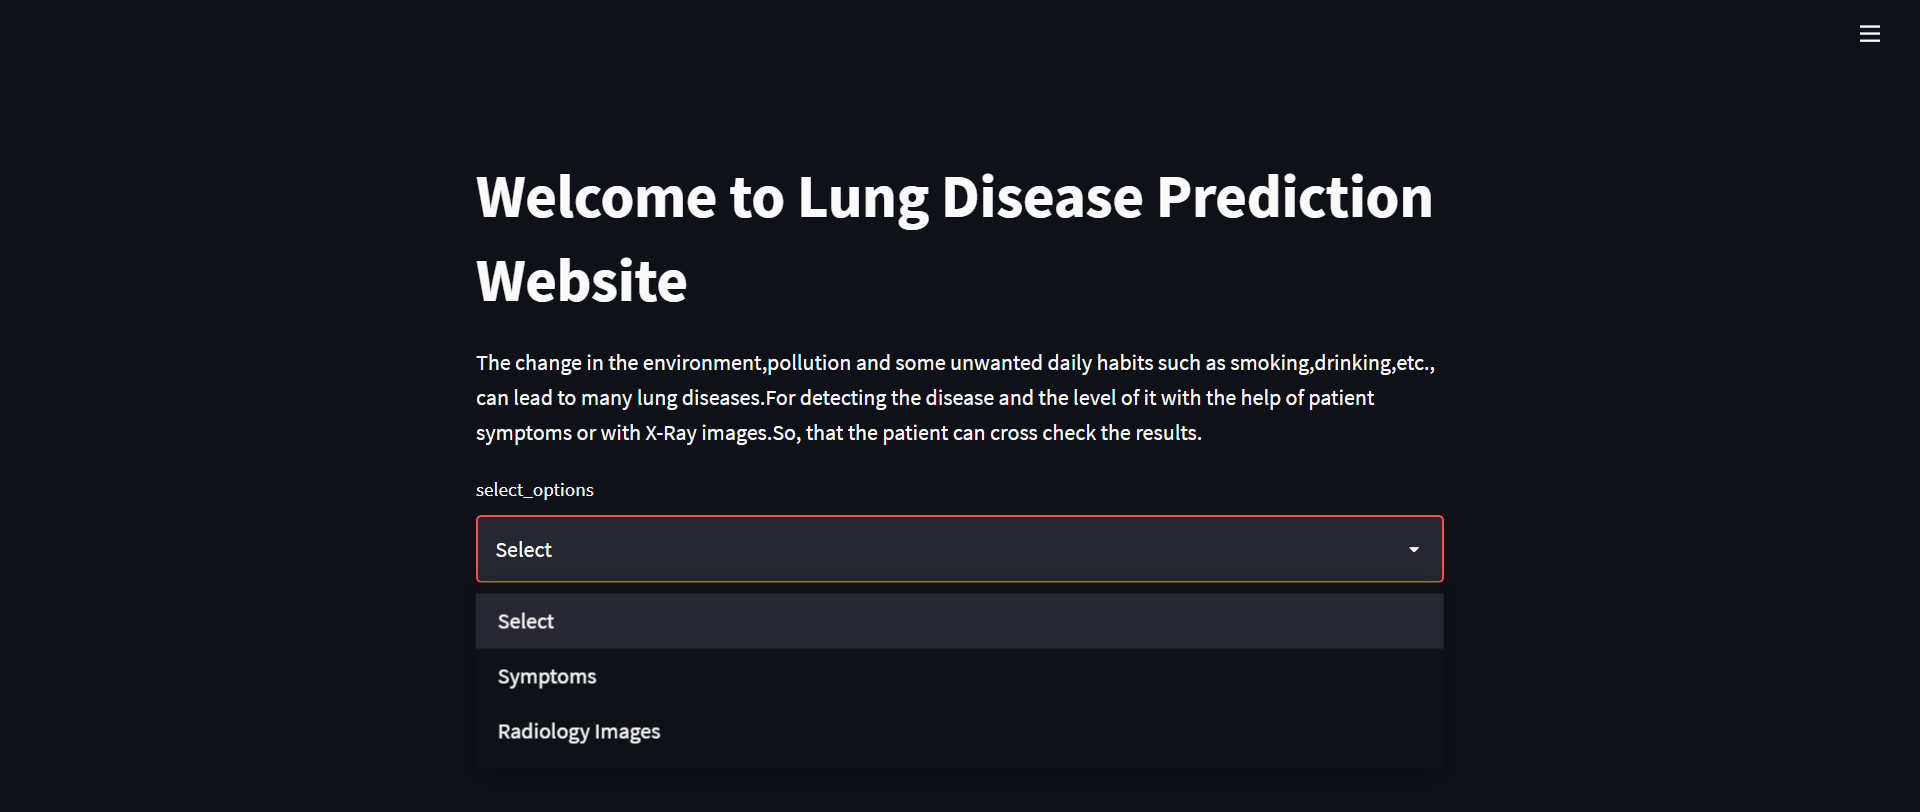 Welcome to Lung Disease Prediction
Website
The change in the environment,pollution and some unwanted daily habits such as smoking,drinking,etc.,
can lead to many lung diseases.For detecting the disease and the level of it with the help of patient
symptoms or with X-Ray images.So, that the patient can cross check the results.
select_options
Select
Select
Symptoms
Radiology Images